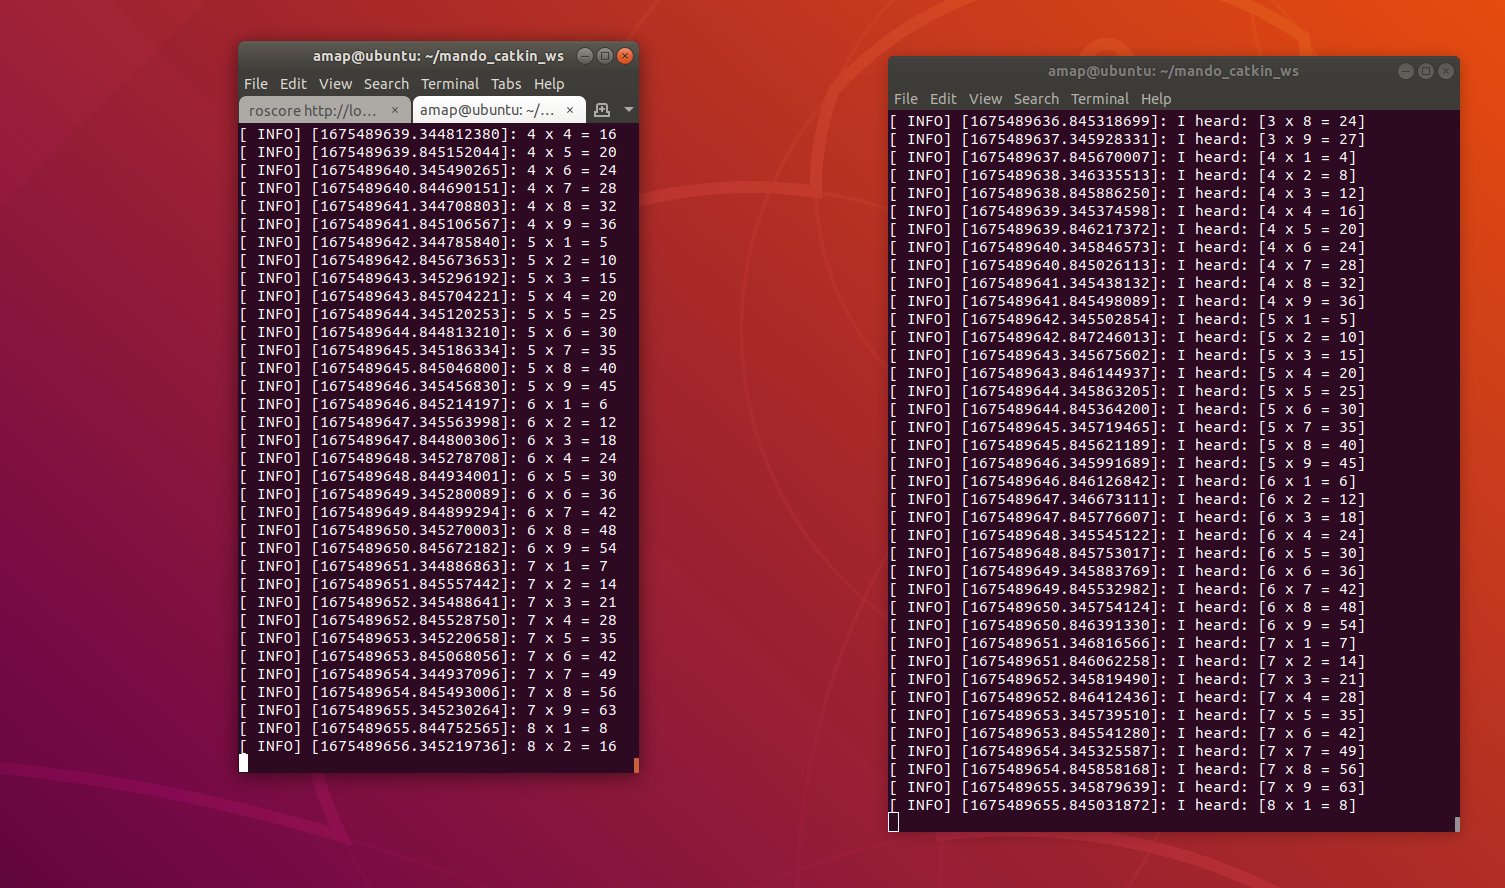 amap@ubuntu: ~/mando_catkin_ws
File Edit View Search Terminal Tabs Help
roscore http://lo... × amap@ubuntu: ~/... ×
[ INFO] [1675489639.344812380]: 4 x 4 = 16
[ INFO] [1675489639.845152044]: 4 x 5 = 20
[ INFO] [1675489640.345490265]: 4 x 6 = 24
[ INFO] [1675489640.844690151]: 4 x 7 = 28
[ INFO] [1675489641.344708803]: 4 x 8 = 32
[ INFO] [1675489641.845106567]: 4 x 9 = 36
[ INFO] [1675489642.344785840]: 5 x 1 = 5
[ INFO] [1675489642.845673653]: 5 x 2 = 10
[ INFO] [1675489643.345296192]: 5 x 3 = 15
[ INFO] [1675489643.845704221]: 5 x 4 = 20
[ INFO] [1675489644.345120253]: 5 x 5 = 25
[ INFO] [1675489644.844813210]: 5 x 6 = 30
[ INFO] [1675489645.345186334]: 5 x 7 = 35
[ INFO] [1675489645.845046800]: 5 x 8 = 40
[ INFO] [1675489646.345456830]: 5 x 9 = 45
[ INFO] [1675489646.845214197]: 6 x 1 = 6
[ INFO] [1675489647.345563998]: 6 x 2 = 12
[ INFO] [1675489647.844800306]: 6 x 3 = 18
[ INFO] [1675489648.345278708]: 6 x 4 = 24
[ INFO] [1675489648.844934001]: 6 x 5 = 30
[ INFO] [1675489649.345280089]: 6 x 6 = 36
[ INFO] [1675489649.844899294]: 6 x 7 = 42
[ INFO] [1675489650.345270003]: 6 x 8 = 48
[ INFO] [1675489650.845672182]: 6 x 9 = 54
[ INFO] [1675489651.344886863]: 7 x 1 = 7
[ INFO] [1675489651.845557442]: 7 x 2 = 14
[ INFO] [1675489652.345488641]: 7 x 3 = 21
[ INFO] [1675489652.845528750]: 7 x 4 = 28
[ INFO] [1675489653.345220658]: 7 x 5 = 35
[ INFO] [1675489653.845068056]: 7 x 6 = 42
[ INFO] [1675489654.344937096]: 7 x 7 = 49
[ INFO] [1675489654.845493006]: 7 x 8 = 56
[ INFO] [1675489655.345230264]: 7 x 9 = 63
[ INFO] [1675489655.844752565]: 8 x 1 = 8
[ INFO] [1675489656.345219736]: 8 x 2 = 16
amap@ubuntu: ~/mando_catkin_ws
File Edit View Search Terminal Help
[ INFO] [1675489636.845318699]: I heard: [3 x 8 = 24]
[ INFO] [1675489637.345928331]: I heard: [3 x 9 = 27]
[ INFO] [1675489637.845670007]: I heard: [4 x 1 = 4]
[ INFO] [1675489638.346335513]: I heard: [4 x 2 = 8]
[ INFO] [1675489638.845886250]: I heard: [4 x 3 = 12]
[ INFO] [1675489639.345374598]: I heard: [4 x 4 = 16]
[ INFO] [1675489639.846217372]: I heard: [4 x 5 = 20]
[ INFO] [1675489640.345846573]: I heard: [4 x 6 = 24]
[ INFO] [1675489640.845026113]: I heard: [4 x 7 = 28]
[ INFO] [1675489641.345438132]: I heard: [4 x 8 = 32]
[ INFO] [1675489641.845498089]: I heard: [4 x 9 = 36]
[ INFO] [1675489642.345502854]: I heard: [5 x 1 = 5]
[ INFO] [1675489642.847246013]: I heard: [5 x 2 = 10]
[ INFO] [1675489643.345675602]: I heard: [5 x 3 = 15]
[ INFO] [1675489643.846144937]: I heard: [5 x 4 = 20]
[ INFO] [1675489644.345863205]: I heard: [5 x 5 = 25]
[ INFO] [1675489644.845364200]: I heard: [5 x 6 = 30]
[ INFO] [1675489645.345719465]: I heard: [5 x 7 = 35]
[ INFO] [1675489645.845621189]: I heard: [5 x 8 = 40]
[ INFO] [1675489646.345991689]: I heard: [5 x 9 = 45]
[ INFO] [1675489646.846126842]: I heard: [6 x 1 = 6]
[ INFO] [1675489647.346673111]: I heard: [6 x 2 = 12]
[ INFO] [1675489647.845776607]: I heard: [6 x 3 = 18]
[ INFO] [1675489648.345545122]: I heard: [6 x 4 = 24]
[ INFO] [1675489648.845753017]: I heard: [6 x 5 = 30]
[ INFO] [1675489649.345883769]: I heard: [6 x 6 = 36]
[ INFO] [1675489649.845532982]: I heard: [6 x 7 = 42]
[ INFO] [1675489650.345754124]: I heard: [6 x 8 = 48]
[ INFO] [1675489650.846391330]: I heard: [6 x 9 = 54]
[ INFO] [1675489651.346816566]: I heard: [7 x 1 = 7]
[ INFO] [1675489651.846062258]: I heard: [7 x 2 = 14]
[ INFO] [1675489652.345819490]: I heard: [7 x 3 = 21]
[ INFO] [1675489652.846412436]: I heard: [7 x 4 = 28]
[ INFO] [1675489653.345739510]: I heard: [7 x 5 = 35]
[ INFO] [1675489653.845541280]: I heard: [7 x 6 = 42]
[ INFO] [1675489654.345325587]: I heard: [7 x 7 = 49]
[ INFO] [1675489654.845858168]: I heard: [7 x 8 = 56]
[ INFO] [1675489655.345879639]: I heard: [7 x 9 = 63]
[ INFO] [1675489655.845031872]: I heard: [8 x 1 = 8]